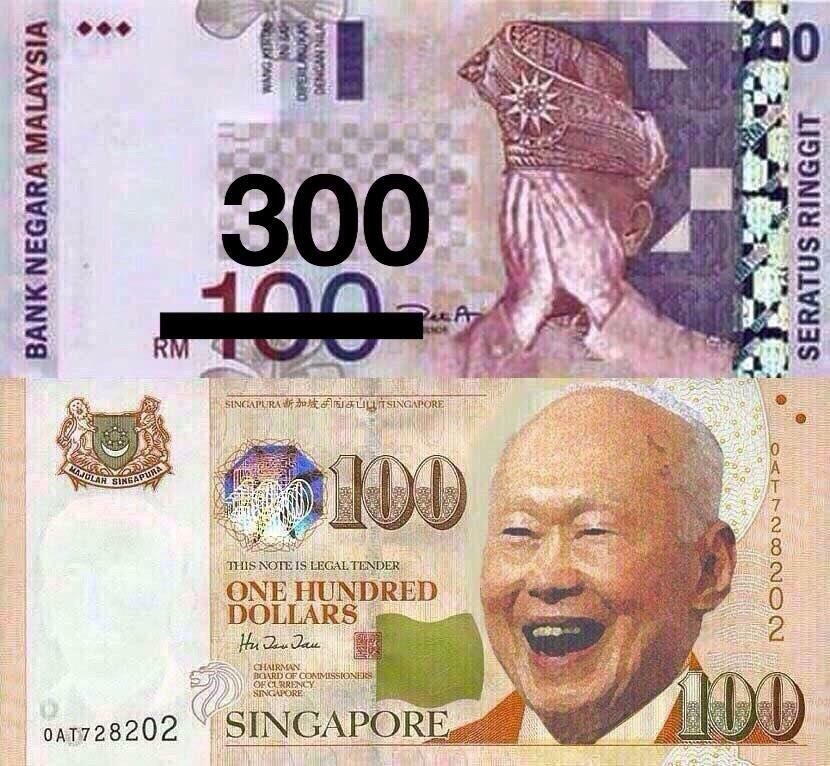 BANK NEGARA MALAYSIA
300
RM 100
SERATUS RINGGIT
SINGAPURA 新加坡 சிங்கப்பூர் SINGAPORE
MAJULAH SINGAPURA
100
THIS NOTE IS LEGAL TENDER
ONE HUNDRED
DOLLARS
CHAIRMAN
BOARD OF COMMISSIONERS
OF CURRENCY
SINGAPORE
0AT728202
0AT728202
SINGAPORE
100